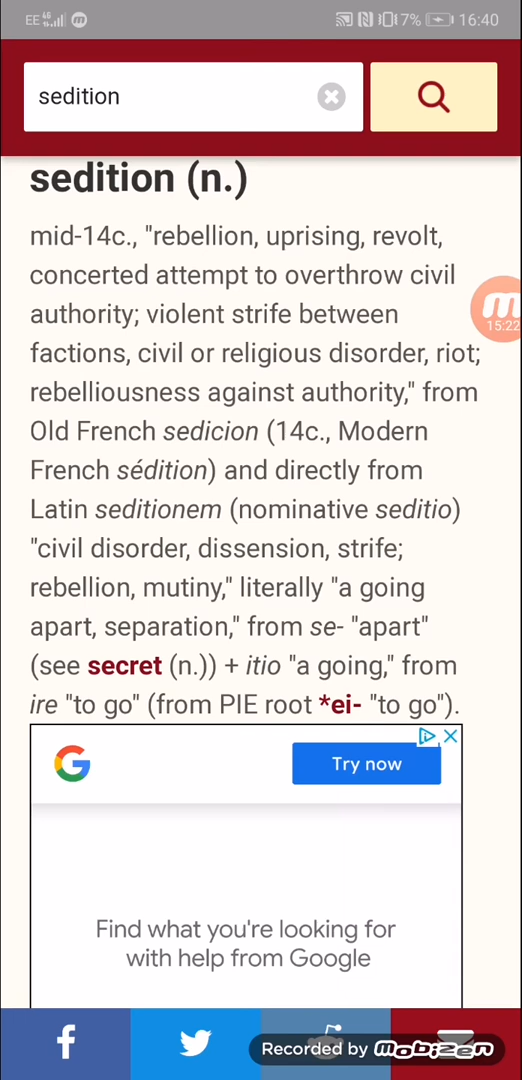 EE 4G 7% 16:40
sedition
sedition (n.)
mid-14c., "rebellion, uprising, revolt,
concerted attempt to overthrow civil
authority; violent strife between
factions, civil or religious disorder, riot;
rebelliousness against authority," from
Old French sedicion (14c., Modern
French sédition) and directly from
Latin seditionem (nominative seditio)
"civil disorder, dissension, strife;
rebellion, mutiny," literally "a going
apart, separation," from se- "apart"
(see secret (n.)) + itio "a going," from
ire "to go" (from PIE root *ei- "to go").
15:22
Try now
Find what you're looking for
with help from Google
Recorded by mobizen